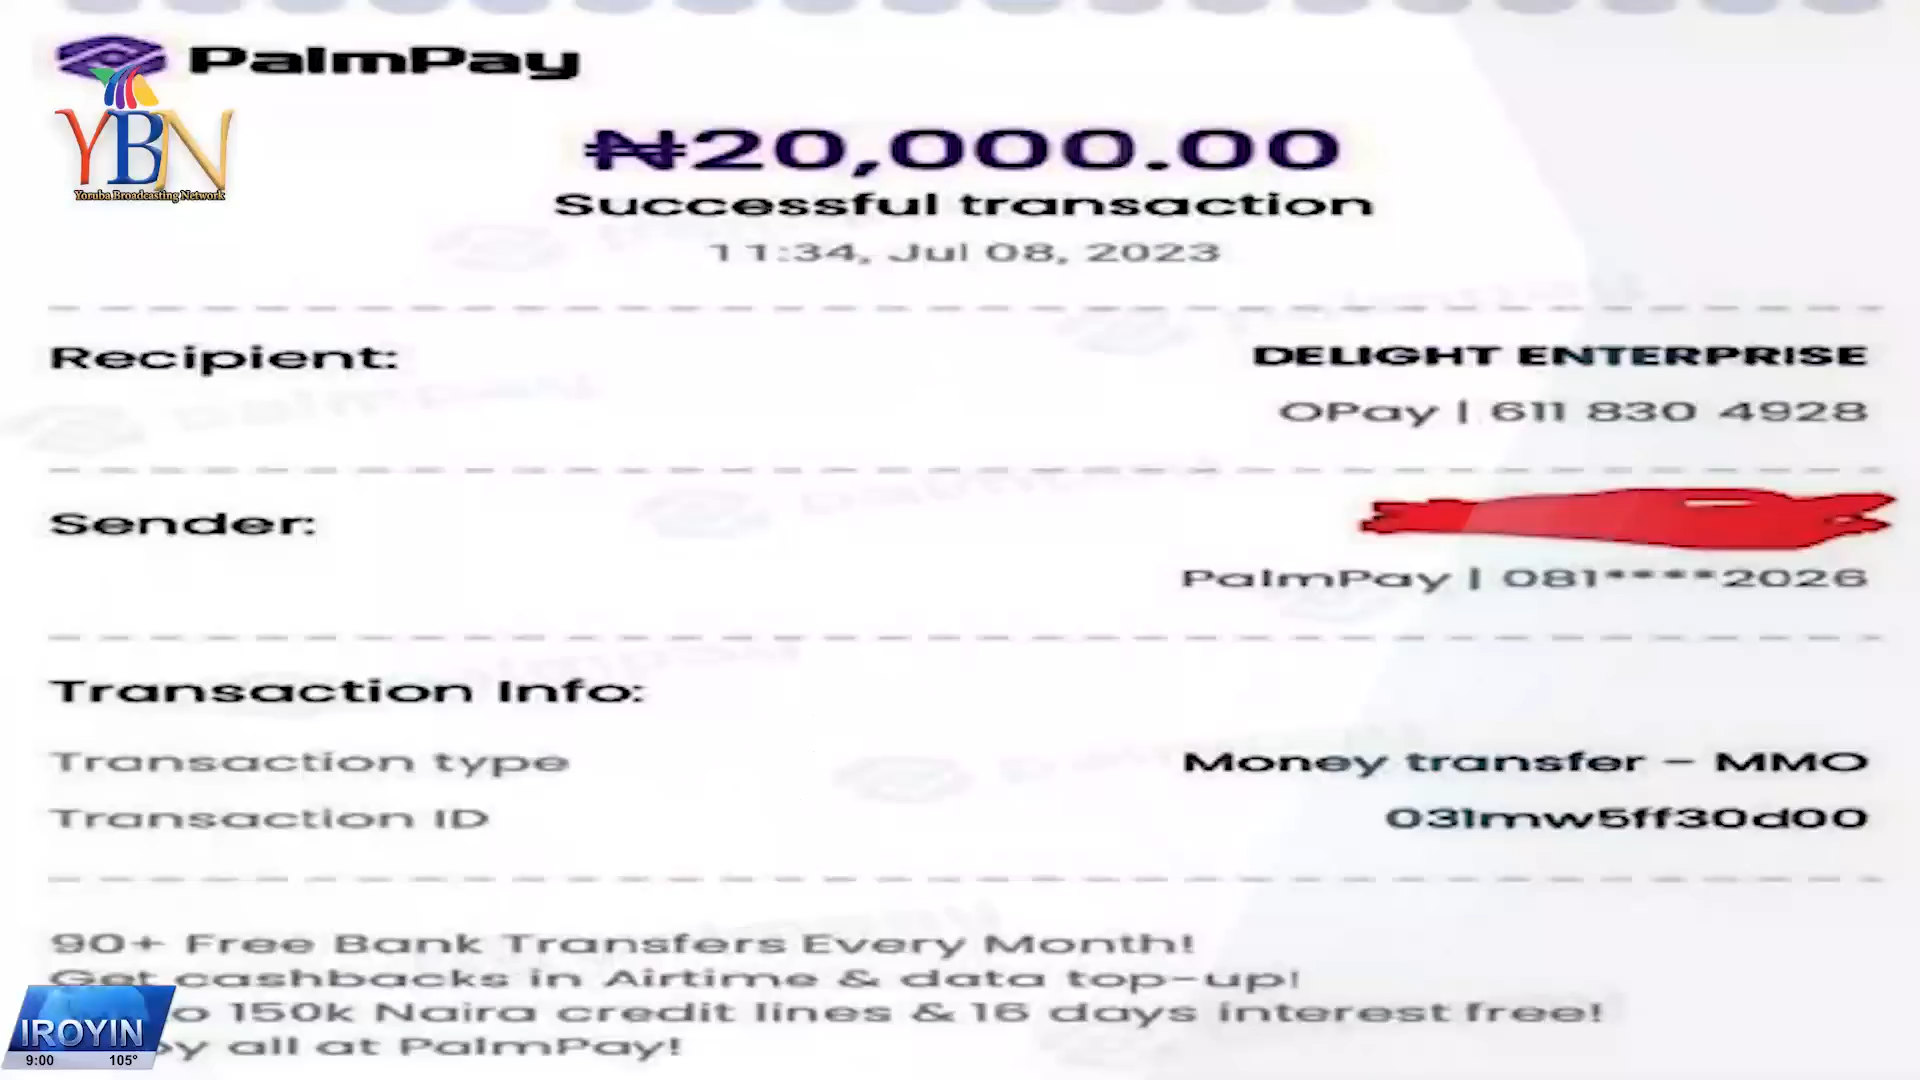 PalmPay
YBN
Yoruba Broadcasting Network
₦20,000.00
Successful transaction
11:34, Jul 08, 2023
Recipient:
DELIGHT ENTERPRISE
OPay | 611 830 4928
Sender:
PalmPay | 081****2026
Transaction Info:
Transaction type
Money transfer - MMO
Transaction ID
031mw5ff30d00
90+ Free Bank Transfers Every Month!
Get cashbacks in Airtime & data top-up!
150k Naira credit lines & 16 days interest free!
all at PalmPay!
IROYIN
9:00 105°